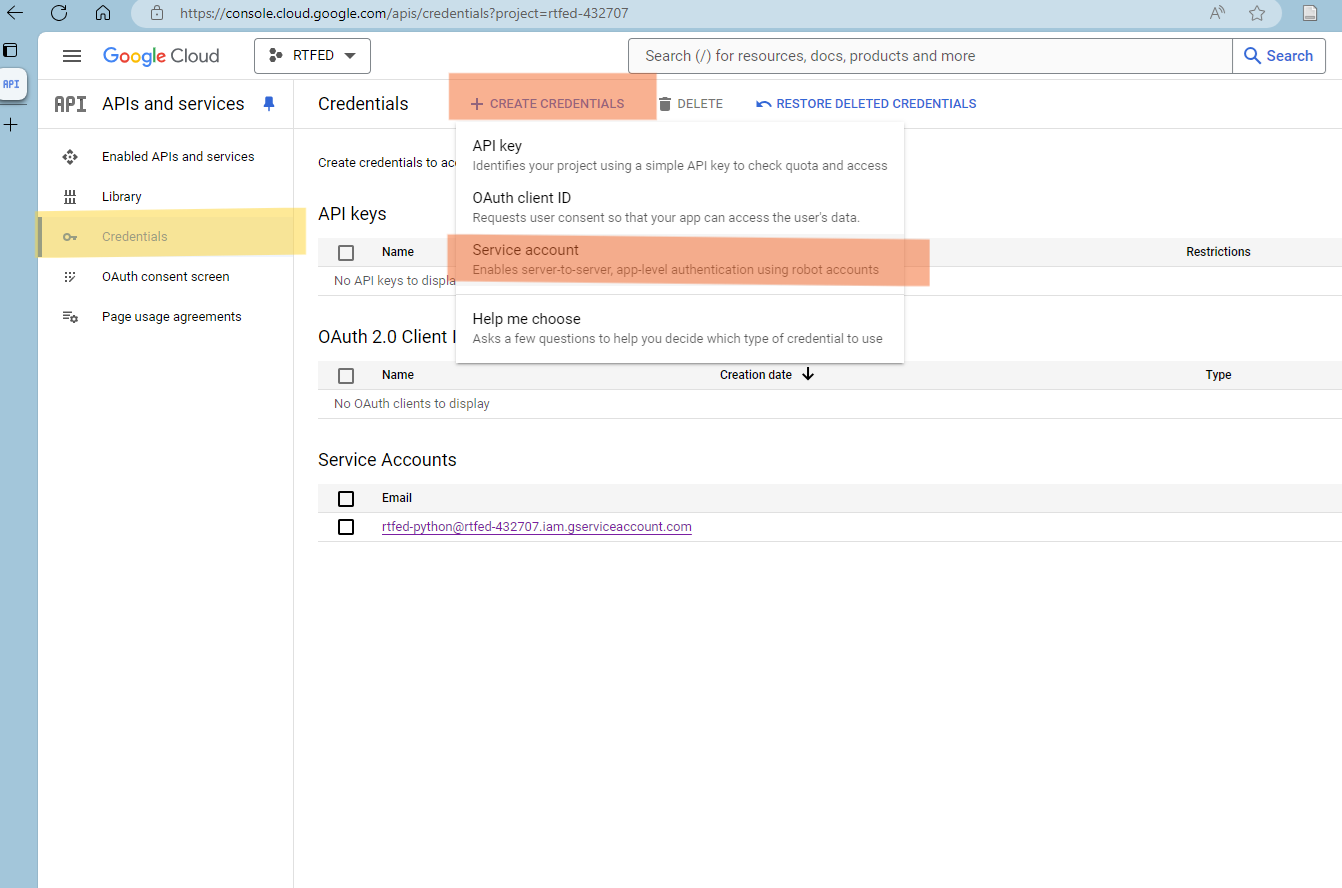 https://console.cloud.google.com/apis/credentials?project=rtfed-432707
API
Google Cloud
RTFED
Search (/) for resources, docs, products and more
Search
API APIs and services
Enabled APIs and services
Library
Credentials
OAuth consent screen
Page usage agreements
Credentials
+ CREATE CREDENTIALS
DELETE
RESTORE DELETED CREDENTIALS
API key
Identifies your project using a simple API key to check quota and access
OAuth client ID
Requests user consent so that your app can access the user's data.
Service account
Enables server-to-server, app-level authentication using robot accounts
Help me choose
Asks a few questions to help you decide which type of credential to use
Create credentials to acc
API keys
Name
Restrictions
No API keys to displa
OAuth 2.0 Client I
Name
Creation date
Type
No OAuth clients to display
Service Accounts
Email
rtfed-python@rtfed-432707.iam.gserviceaccount.com